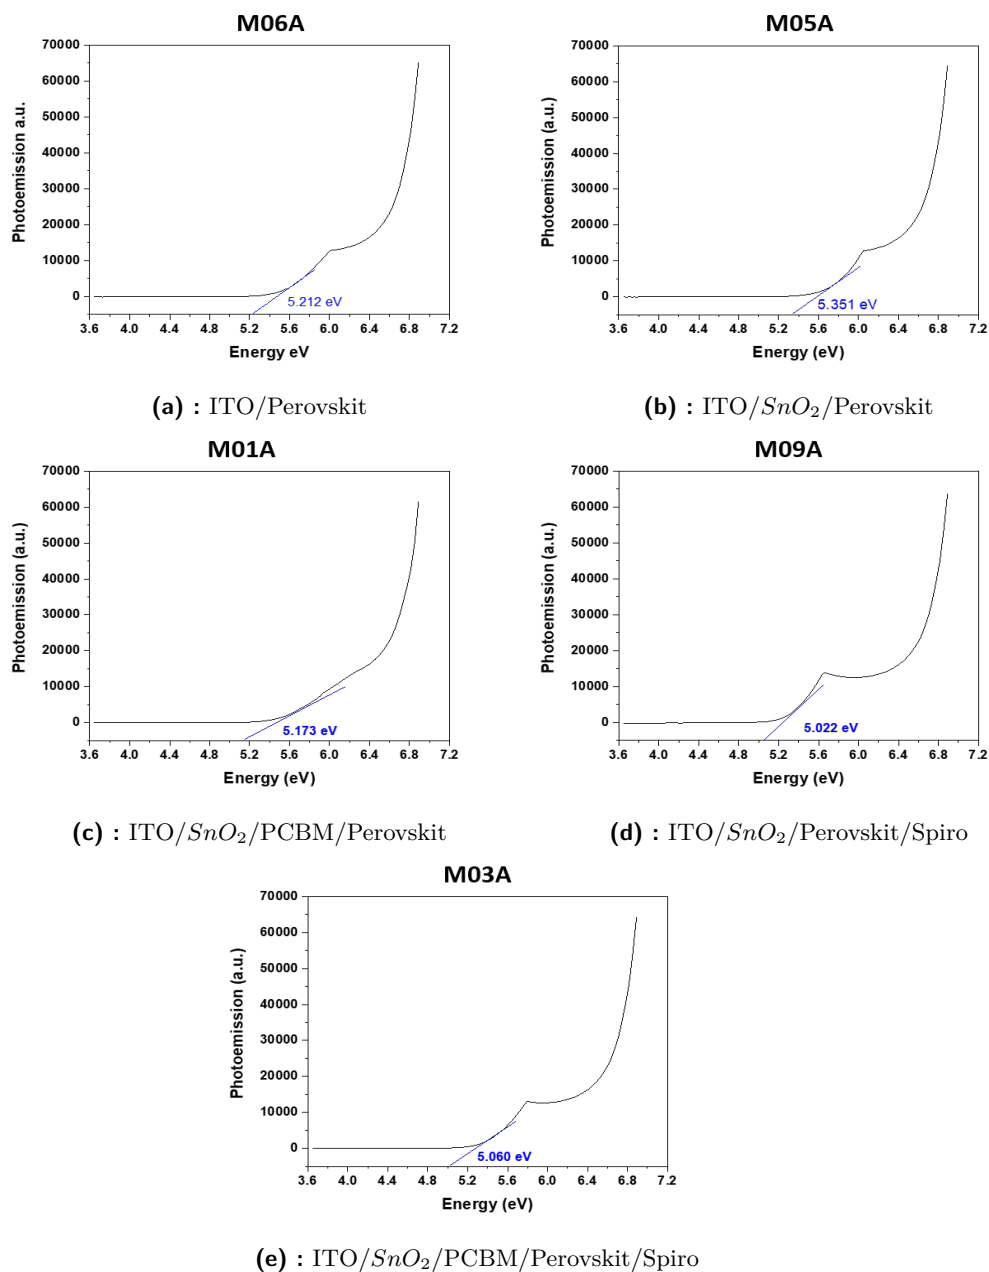 M06A
Photoemission a.u.
70000
60000
50000
40000
30000
20000
10000
0
5.212 eV
3.6 4.0 4.4 4.8 5.2 5.6 6.0 6.4 6.8 7.2
Energy eV
(a) : ITO/Perovskit
M05A
Photoemission (a.u.)
70000
60000
50000
40000
30000
20000
10000
0
5.351 eV
3.6 4.0 4.4 4.8 5.2 5.6 6.0 6.4 6.8 7.2
Energy (eV)
(b) : ITO/SnO₂/Perovskit
M01A
Photoemission (a.u.)
70000
60000
50000
40000
30000
20000
10000
0
5.173 eV
3.6 4.0 4.4 4.8 5.2 5.6 6.0 6.4 6.8 7.2
Energy (eV)
(c) : ITO/SnO₂/PCBM/Perovskit
M09A
Photoemission (a.u.)
70000
60000
50000
40000
30000
20000
10000
0
5.022 eV
3.6 4.0 4.4 4.8 5.2 5.6 6.0 6.4 6.8 7.2
Energy (eV)
(d) : ITO/SnO₂/Perovskit/Spiro
M03A
Photoemission (a.u.)
70000
60000
50000
40000
30000
20000
10000
0
5.060 eV
3.6 4.0 4.4 4.8 5.2 5.6 6.0 6.4 6.8 7.2
Energy (eV)
(e) : ITO/SnO₂/PCBM/Perovskit/Spiro